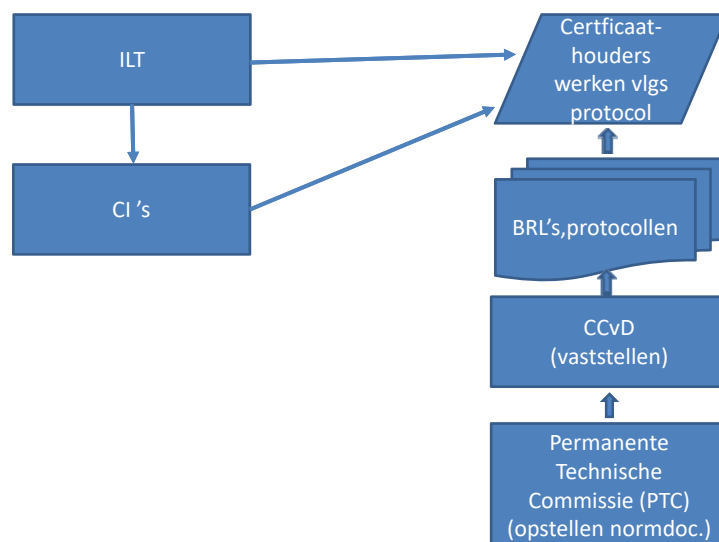 ILT
CI 's
Certficaat-
houders
werken vlgs
protocol
BRL's,protocollen
CCvD
(vaststellen)
Permanente
Technische
Commissie (PTC)
(opstellen normdoc.)